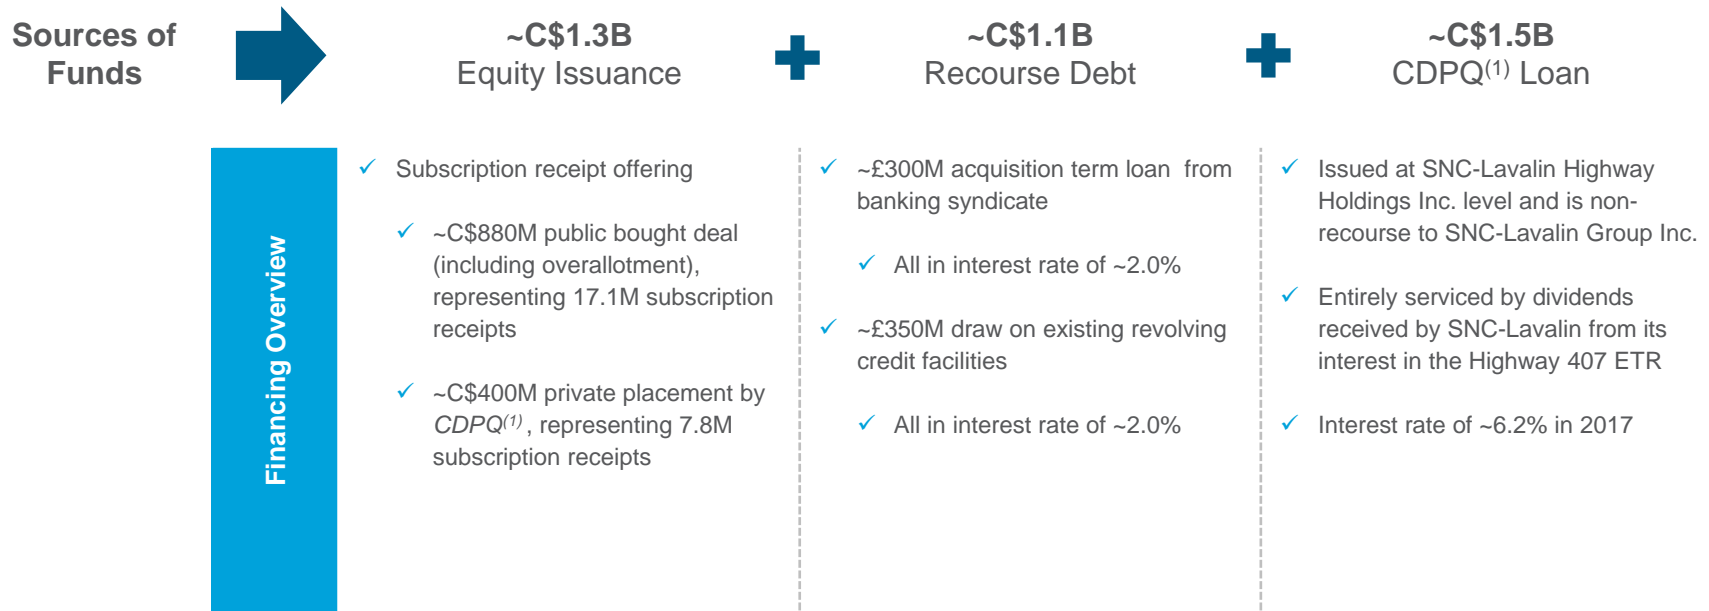 Sources of
Funds
~C$1.3B
Equity Issuance
~C$1.1B
Recourse Debt
~C$1.5B
CDPQ(1) Loan
Financing Overview
✓ Subscription receipt offering
✓ ~C$880M public bought deal
(including overallotment),
representing 17.1M subscription
receipts
✓ ~C$400M private placement by
CDPQ(1) , representing 7.8M
subscription receipts
✓ ~£300M acquisition term loan from
banking syndicate
✓ All in interest rate of ~2.0%
✓ ~£350M draw on existing revolving
credit facilities
✓ All in interest rate of ~2.0%
✓ Issued at SNC-Lavalin Highway
Holdings Inc. level and is non-
recourse to SNC-Lavalin Group Inc.
✓ Entirely serviced by dividends
received by SNC-Lavalin from its
interest in the Highway 407 ETR
✓ Interest rate of ~6.2% in 2017